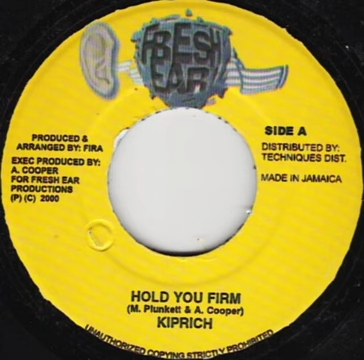 FRESH
EAR
PRODUCED &
ARRANGED BY: FIRA
EXEC PRODUCED BY:
A. COOPER
FOR FRESH EAR
PRODUCTIONS
(P) (C) 2000
SIDE A
DISTRIBUTED BY:
TECHNIQUES DIST.
MADE IN JAMAICA
HOLD YOU FIRM
(M. Plunkett & A. Cooper)
KIPRICH
UNAUTHORIZED COPYING STRICTLY PROHIBITED